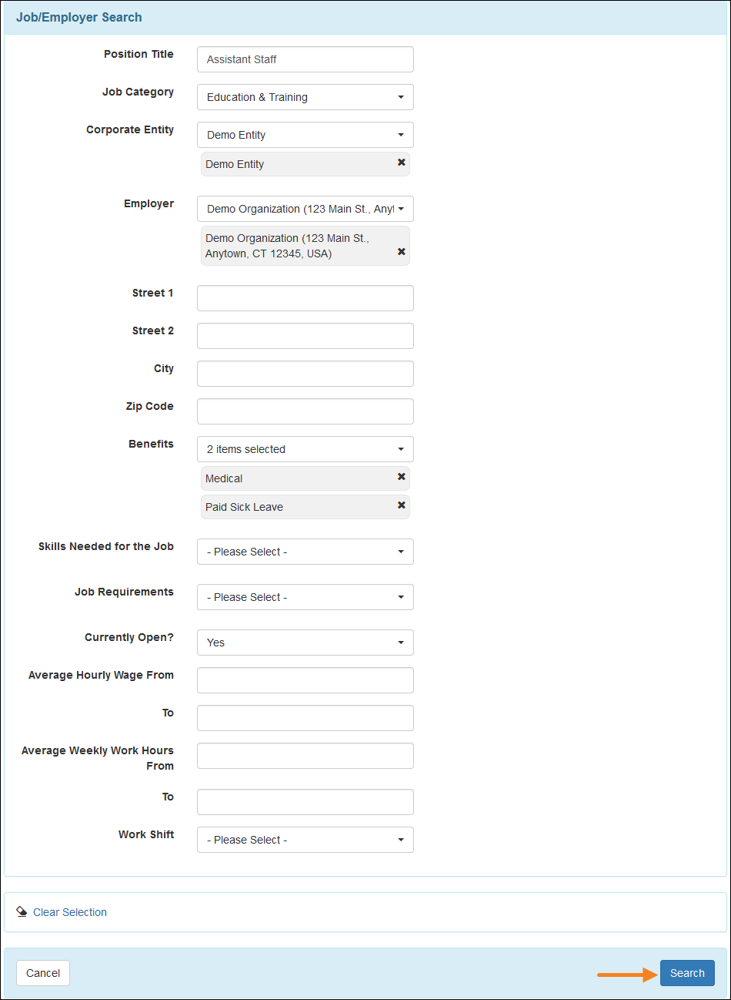 Job/Employer Search
Position Title
Assistant Staff
Job Category
Education & Training
Corporate Entity
Demo Entity
Demo Entity
Employer
Demo Organization (123 Main St., Anyt
Demo Organization (123 Main St.,
Anytown, CT 12345, USA)
Street 1
Street 2
City
Zip Code
Benefits
2 items selected
Medical
Paid Sick Leave
Skills Needed for the Job
- Please Select -
Job Requirements
- Please Select -
Currently Open?
Yes
Average Hourly Wage From
To
Average Weekly Work Hours
From
To
Work Shift
- Please Select -
Clear Selection
Cancel
Search